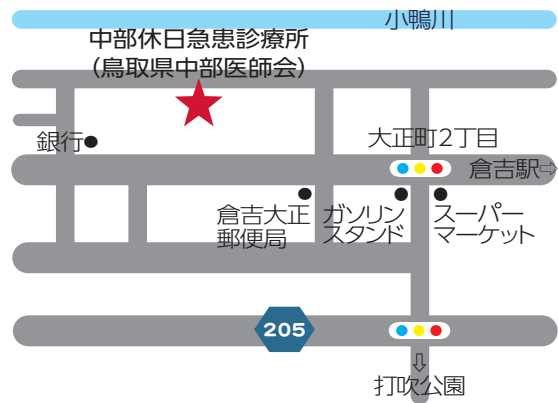 小鴨川
中部休日急患診療所
（鳥取県中部医師会）
銀行
大正町2丁目
倉吉駅⇨
倉吉大正
郵便局
ガソリン
スタンド
スーパー
マーケット
205
⇩
打吹公園